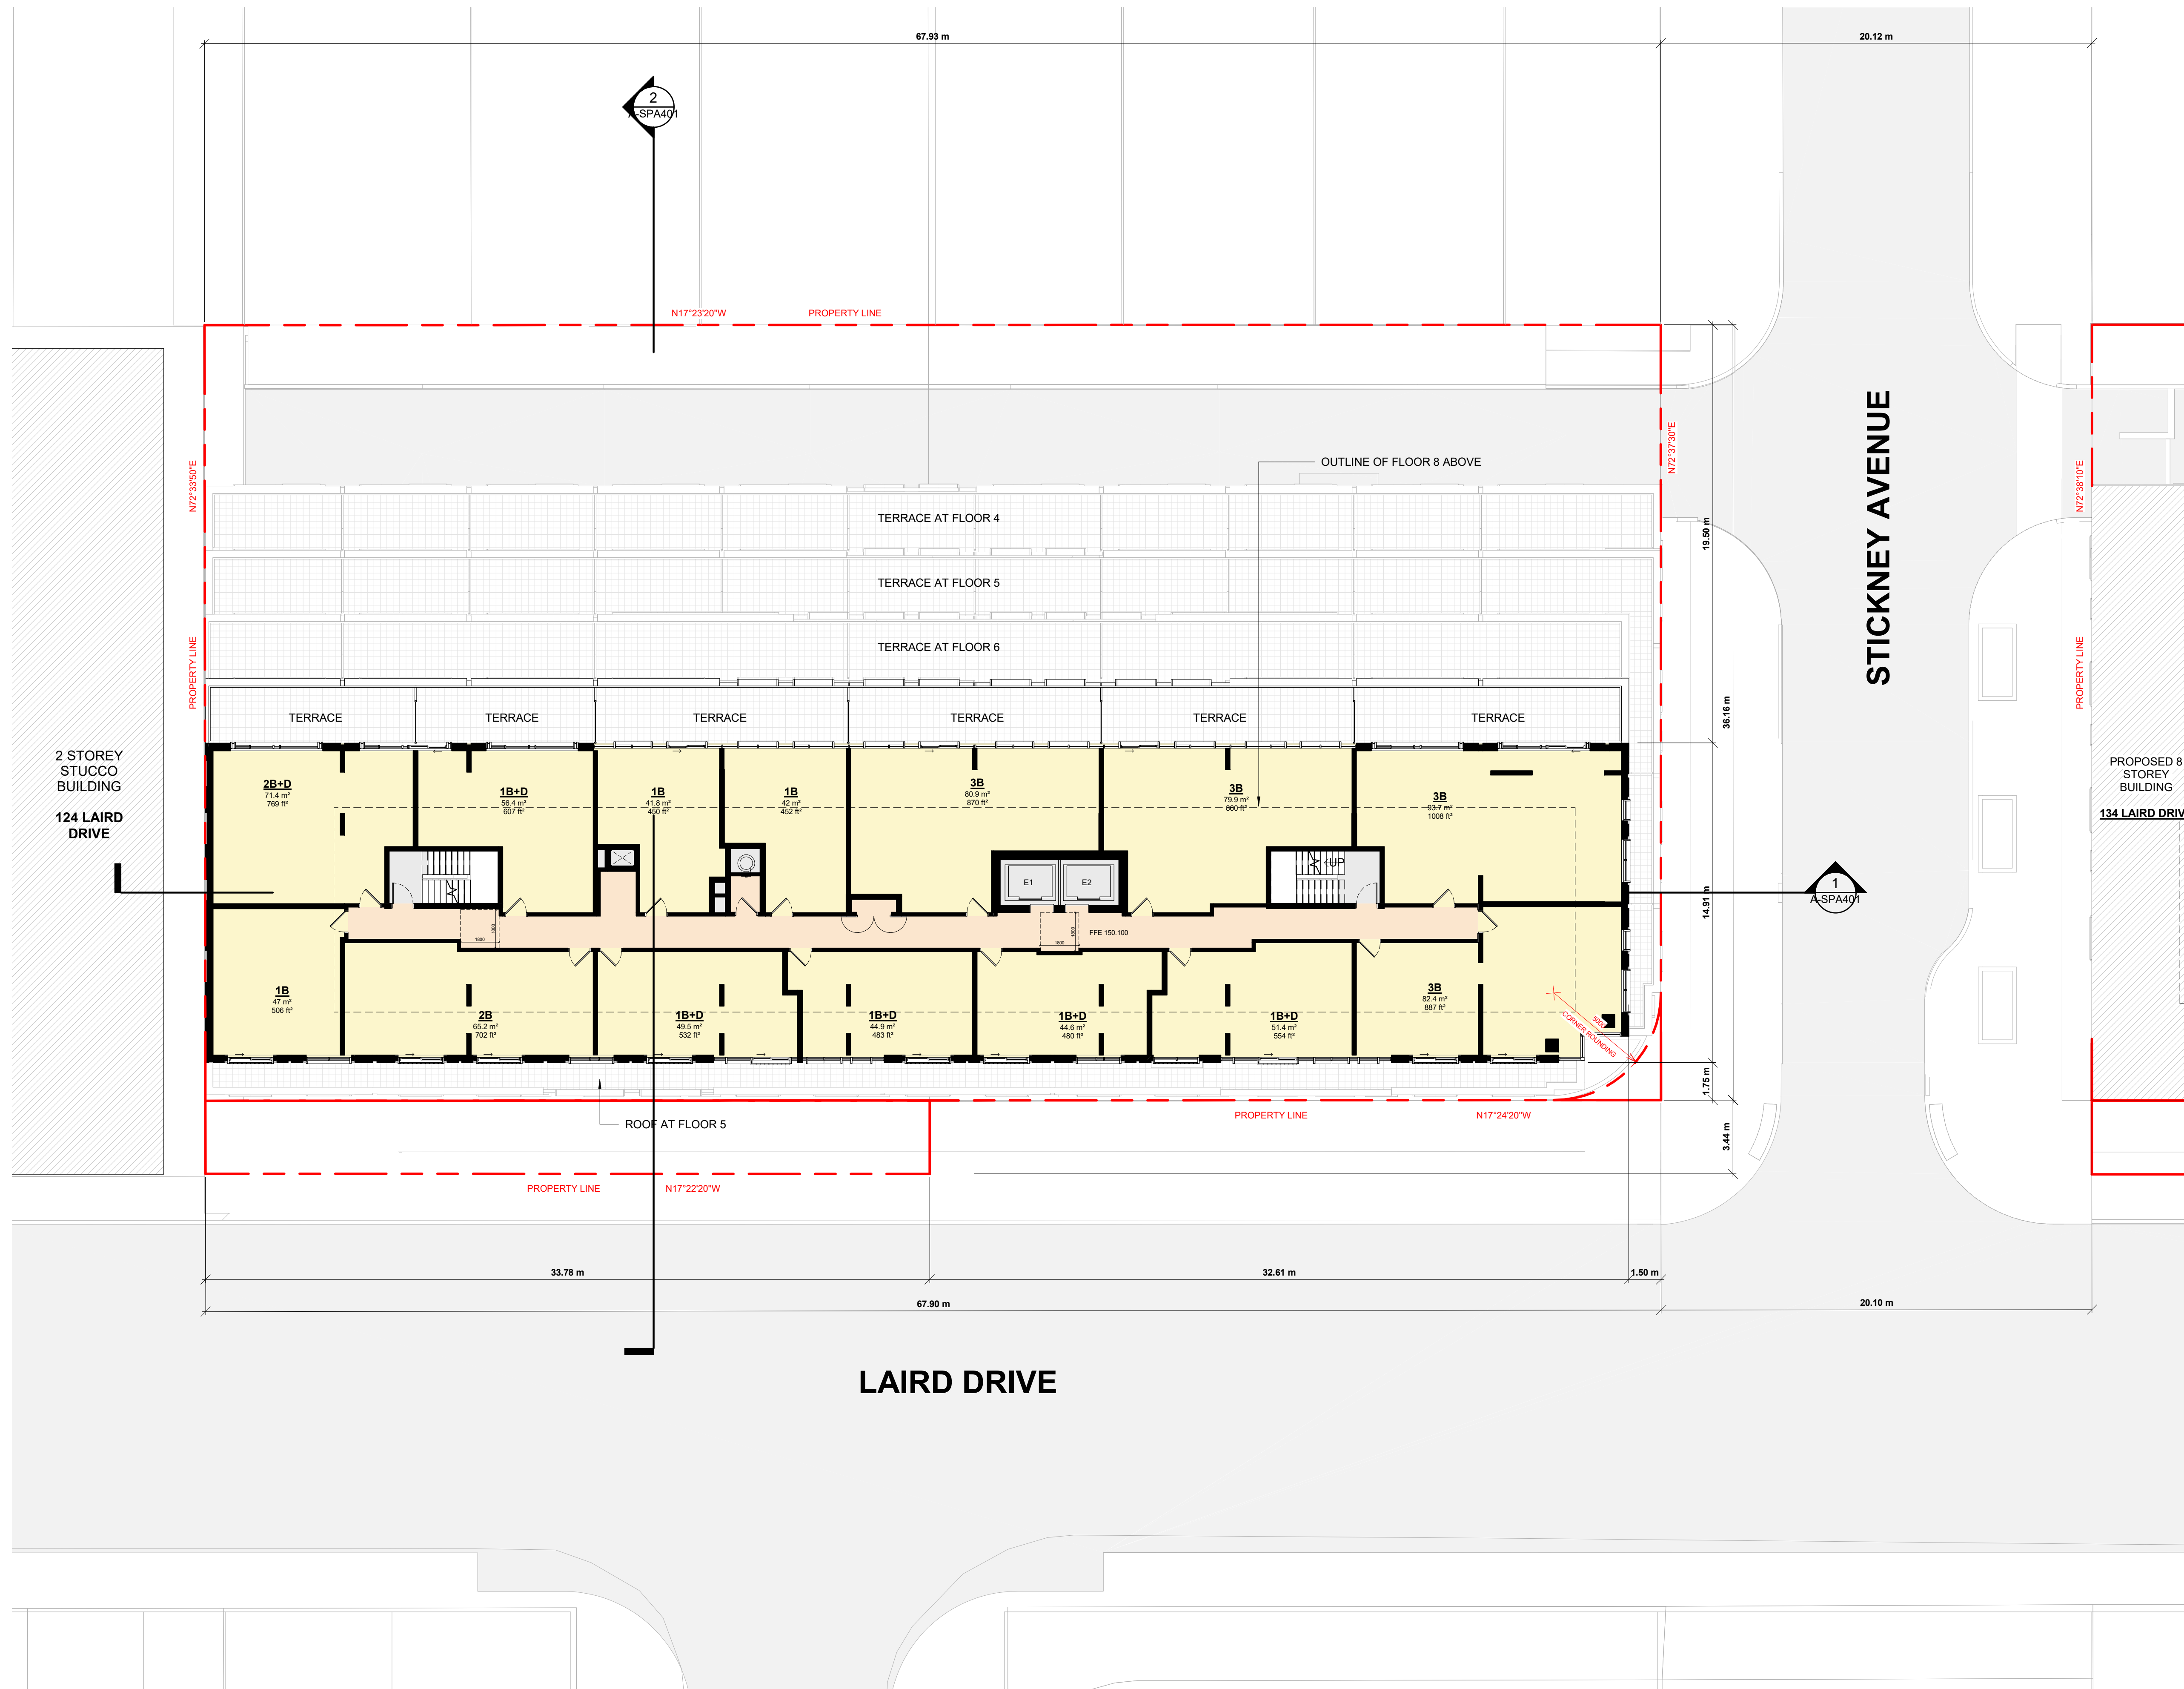 67.93 m
20.12 m
2
A-SPA401
N17°23'20"W
PROPERTY LINE
N72°33'50"E
PROPERTY LINE
N72°37'30"E
N72°38'10"E
PROPERTY LINE
OUTLINE OF FLOOR 8 ABOVE
TERRACE AT FLOOR 4
TERRACE AT FLOOR 5
TERRACE AT FLOOR 6
19.50 m
36.16 m
14.91 m
1.75 m
3.44 m
STICKNEY AVENUE
TERRACE
TERRACE
TERRACE
TERRACE
TERRACE
TERRACE
2 STOREY
STUCCO
BUILDING
124 LAIRD
DRIVE
PROPOSED 8
STOREY
BUILDING
134 LAIRD DRIV
2B+D
71.4 m²
769 ft²
1B+D
56.4 m²
607 ft²
1B
41.8 m²
450 ft²
1B
42 m²
452 ft²
3B
80.9 m²
870 ft²
3B
79.9 m²
860 ft²
3B
93.7 m²
1008 ft²
UP
E1
E2
1
A-SPA401
1600
1600
1600
1600
FFE 150.100
1B
47 m²
506 ft²
2B
65.2 m²
702 ft²
1B+D
49.5 m²
532 ft²
1B+D
44.9 m²
483 ft²
1B+D
44.6 m²
480 ft²
1B+D
51.4 m²
554 ft²
3B
82.4 m²
887 ft²
5000
CORNER ROUNDING
ROOF AT FLOOR 5
PROPERTY LINE
N17°24'20"W
PROPERTY LINE
N17°22'20"W
33.78 m
32.61 m
1.50 m
67.90 m
20.10 m
LAIRD DRIVE